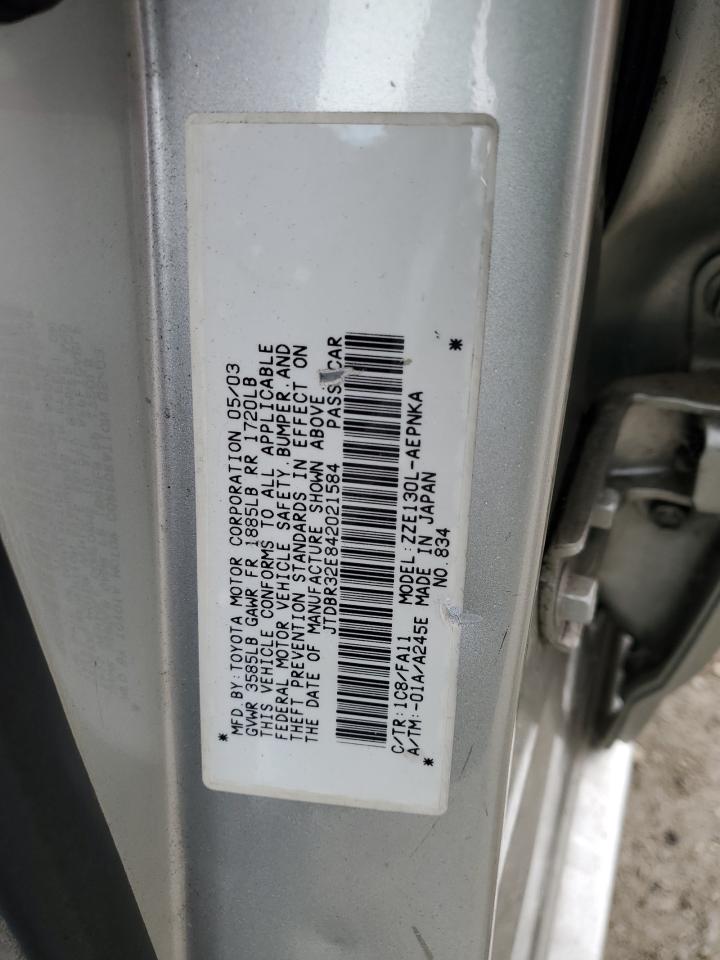 *
MFD BY:TOYOTA MOTOR CORPORATION 05/03
GVWR 3585LB GAWR FR 1885LB RR 1720LB
THIS VEHICLE CONFORMS TO ALL APPLICABLE
FEDERAL MOTOR VEHICLE SAFETY,BUMPER,AND
THEFT PREVENTION STANDARDS IN EFFECT ON
THE DATE OF MANUFACTURE SHOWN ABOVE.
JTDBR32E842021584 PASS CAR
C/TR:1C8/FA11 MODEL:ZZE130L-AEPNKA
A/TM:-01A/A245E MADE IN JAPAN
* NO.834 *